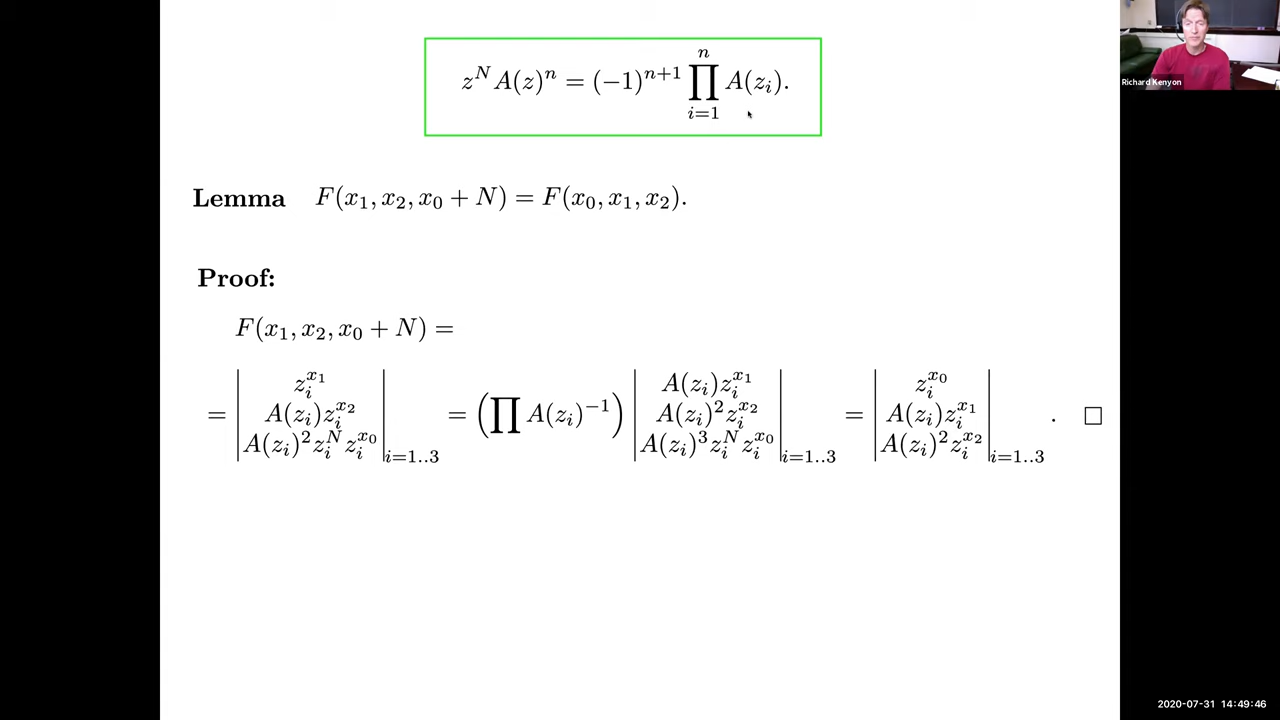 z^N A(z)^n = (-1)^{n+1} \prod_{i=1}^{n} A(z_i).
Richard Kenyon
Lemma F(x_1, x_2, x_0 + N) = F(x_0, x_1, x_2).
Proof:
F(x_1, x_2, x_0 + N) =
= \begin{vmatrix} z_i^{x_1} \\ A(z_i)z_i^{x_2} \\ A(z_i)^2 z_i^N z_i^{x_0} \end{vmatrix}_{i=1..3} = \left( \prod A(z_i)^{-1} \right) \begin{vmatrix} A(z_i)z_i^{x_1} \\ A(z_i)^2 z_i^{x_2} \\ A(z_i)^3 z_i^N z_i^{x_0} \end{vmatrix}_{i=1..3} = \begin{vmatrix} z_i^{x_0} \\ A(z_i)z_i^{x_1} \\ A(z_i)^2 z_i^{x_2} \end{vmatrix}_{i=1..3} . □
2020-07-31 14:49:46